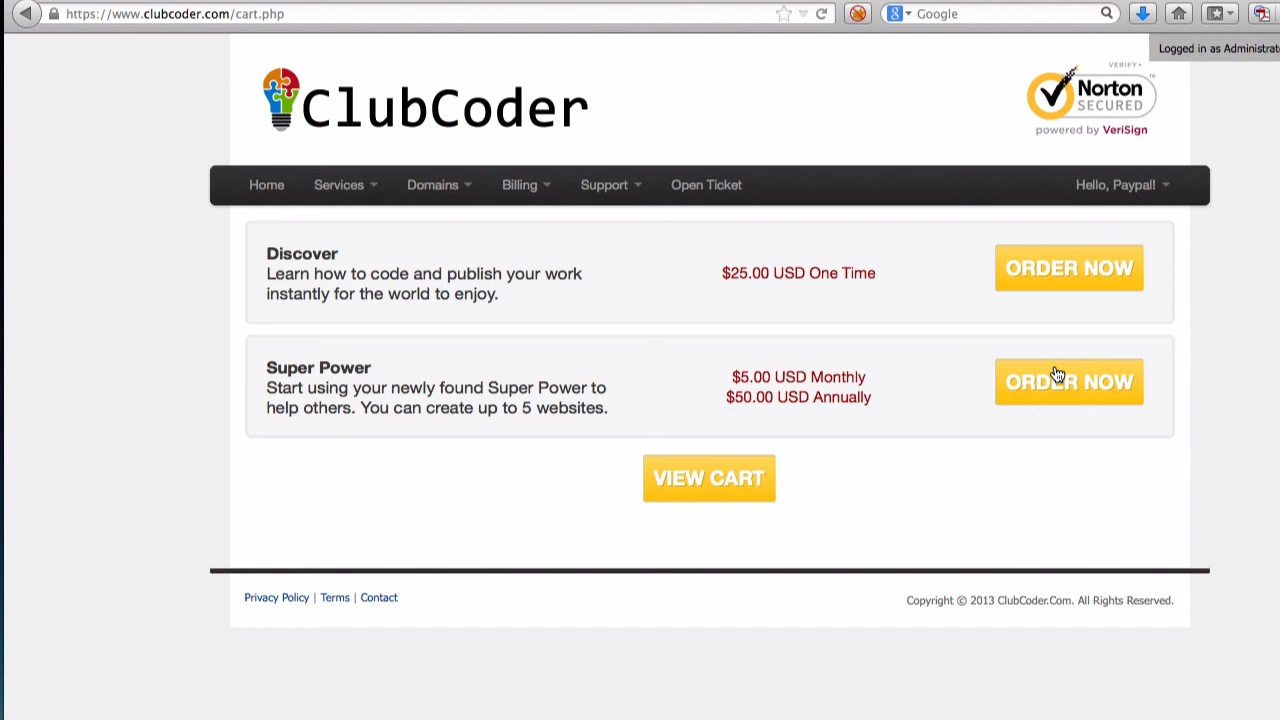 https://www.clubcoder.com/cart.php
Google
Logged in as Administrat
ClubCoder
VERIFY
Norton
SECURED
powered by VeriSign
Home Services Domains Billing Support Open Ticket Hello, Paypal!
Discover
Learn how to code and publish your work
instantly for the world to enjoy.
$25.00 USD One Time
ORDER NOW
Super Power
Start using your newly found Super Power to
help others. You can create up to 5 websites.
$5.00 USD Monthly
$50.00 USD Annually
ORDER NOW
VIEW CART
Privacy Policy | Terms | Contact
Copyright © 2013 ClubCoder.Com. All Rights Reserved.